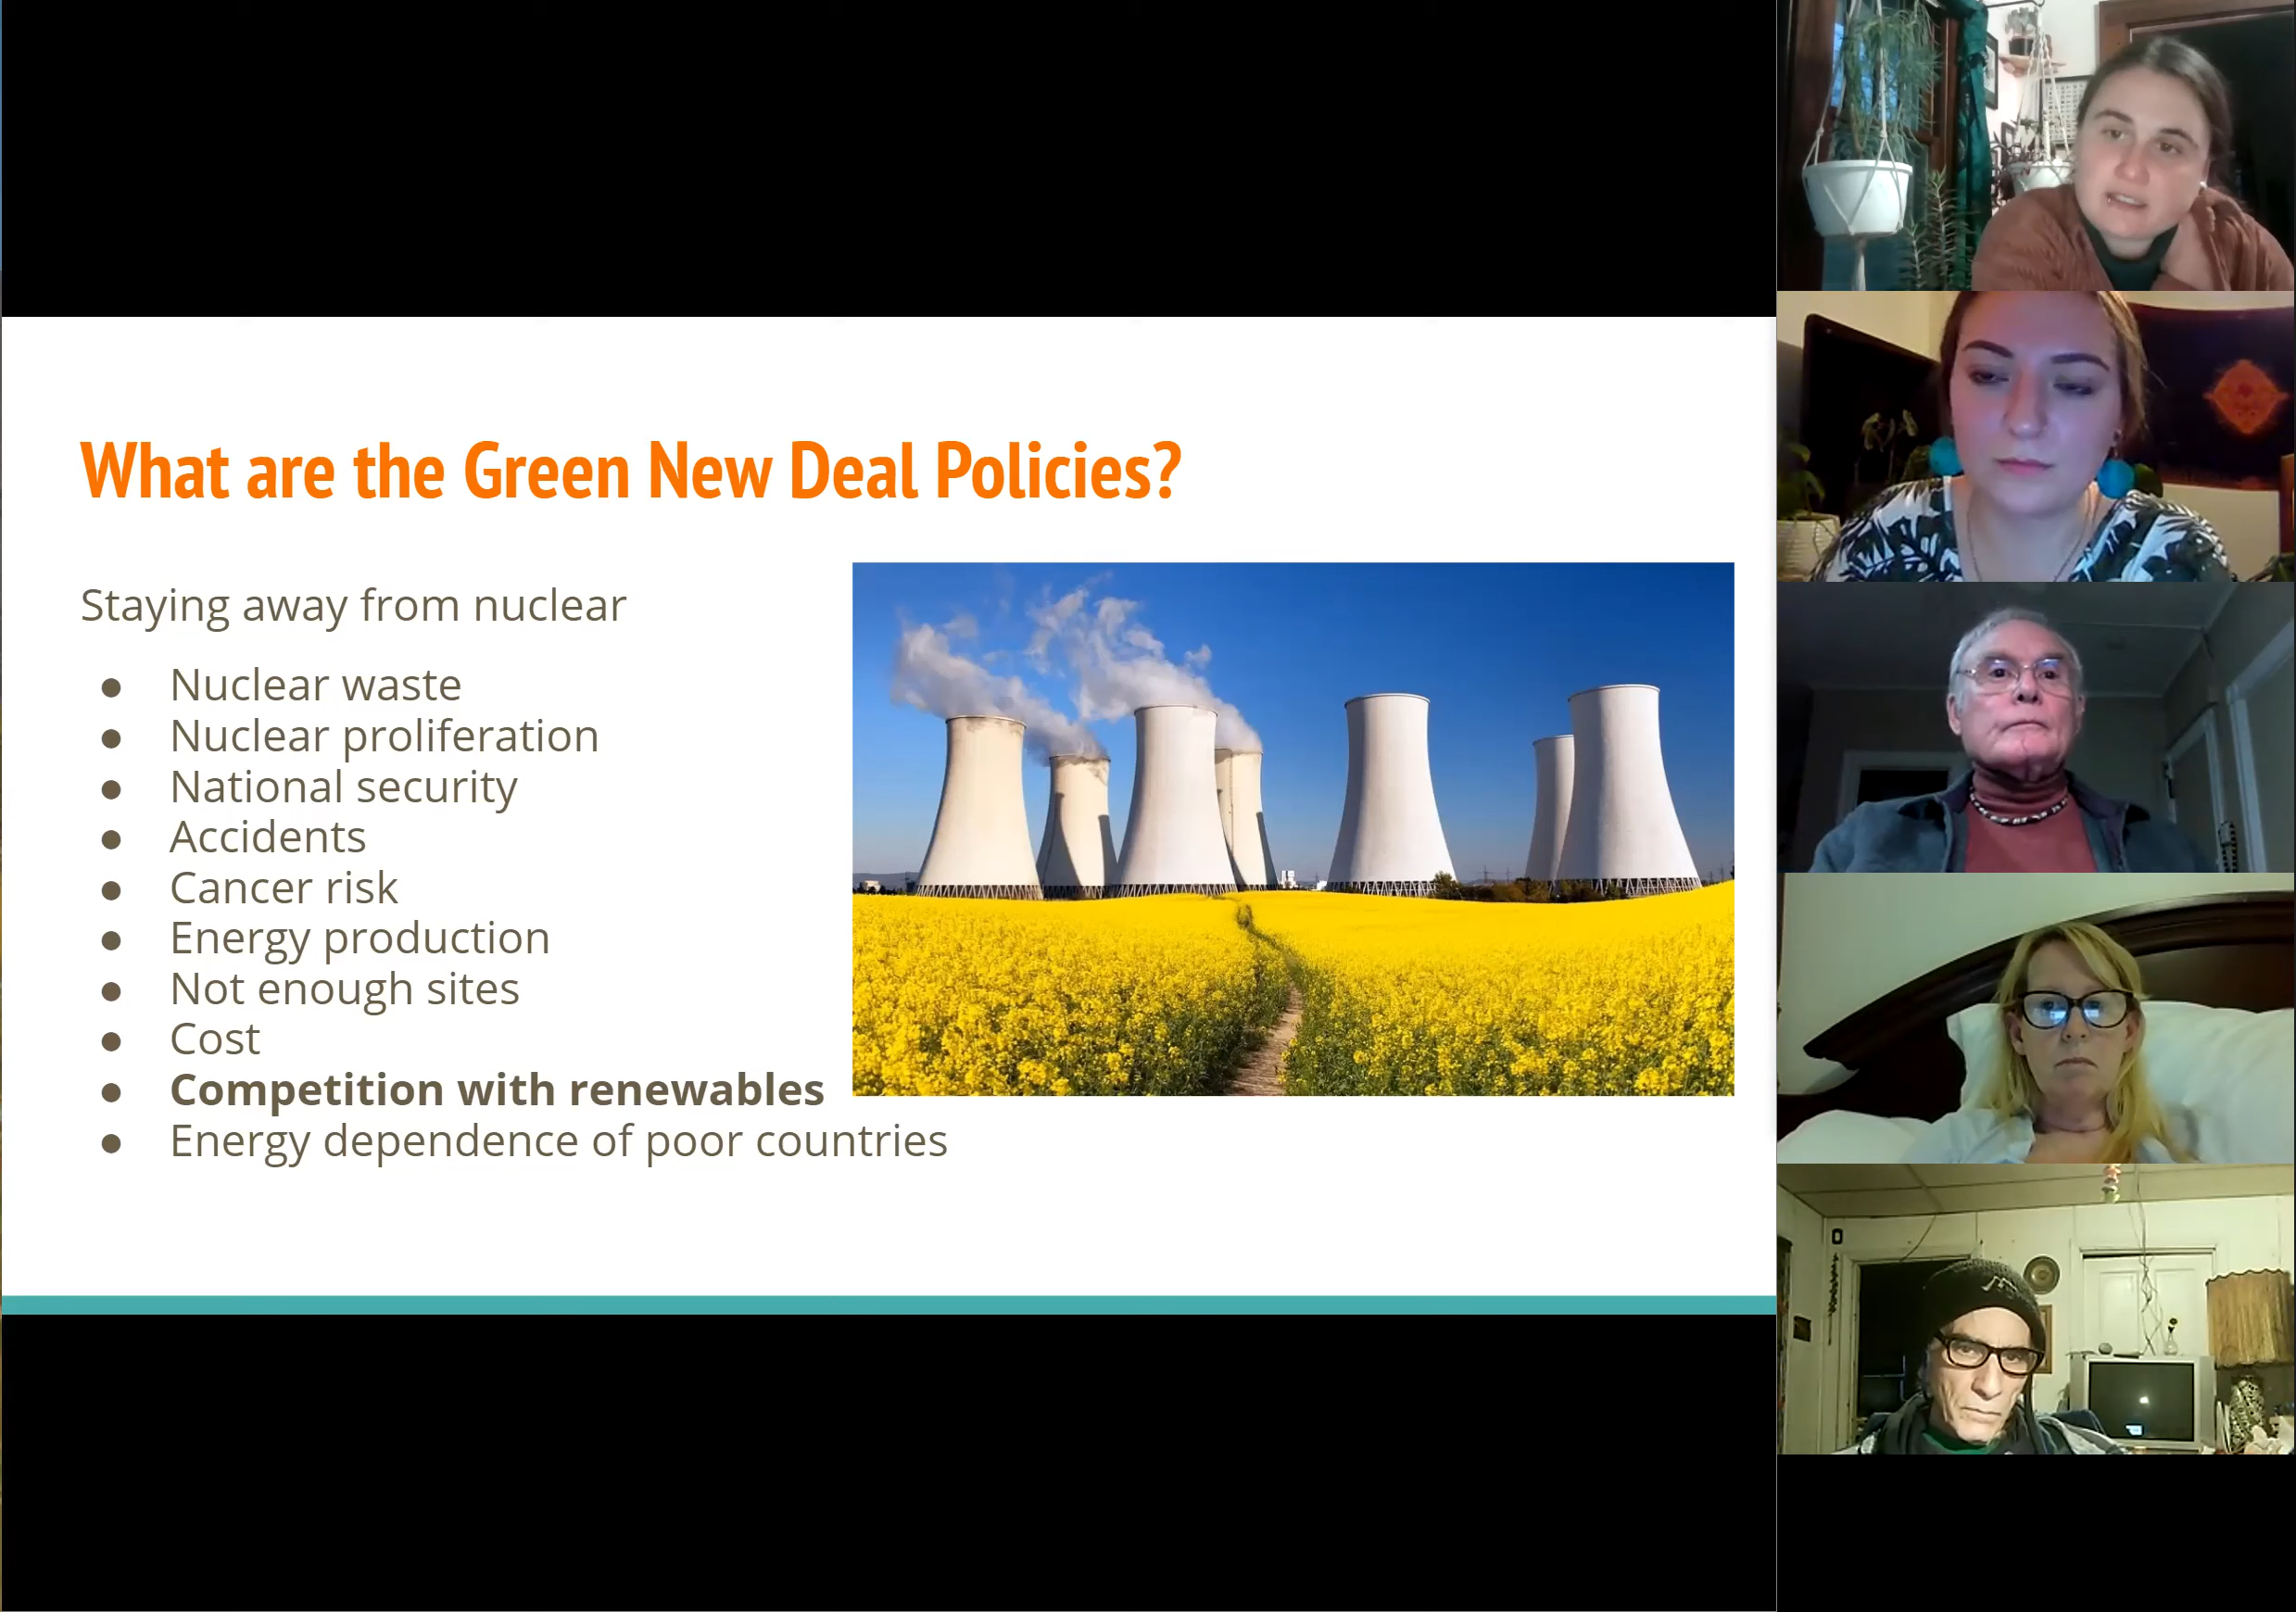 What are the Green New Deal Policies?
Staying away from nuclear
● Nuclear waste
● Nuclear proliferation
● National security
● Accidents
● Cancer risk
● Energy production
● Not enough sites
● Cost
● Competition with renewables
● Energy dependence of poor countries